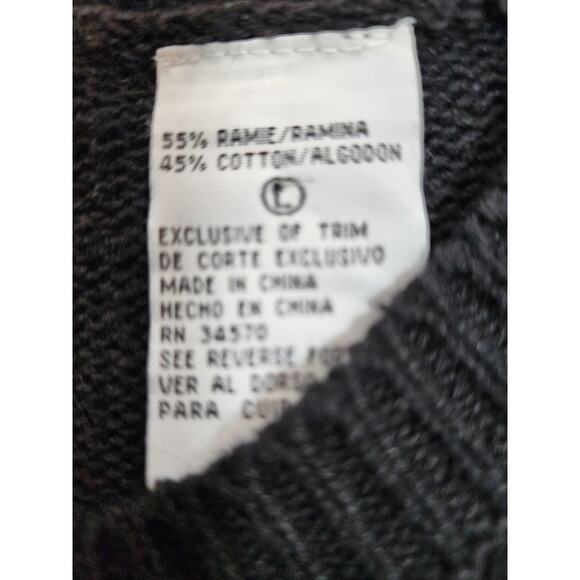 55% RAMIE/RAMINA
45% COTTON/ALGODON
L
EXCLUSIVE OF TRIM
DE CORTE EXCLUSIVO
MADE IN CHINA
HECHO EN CHINA
RN 34570
SEE REVERSE FOR
VER AL DORSO
PARA